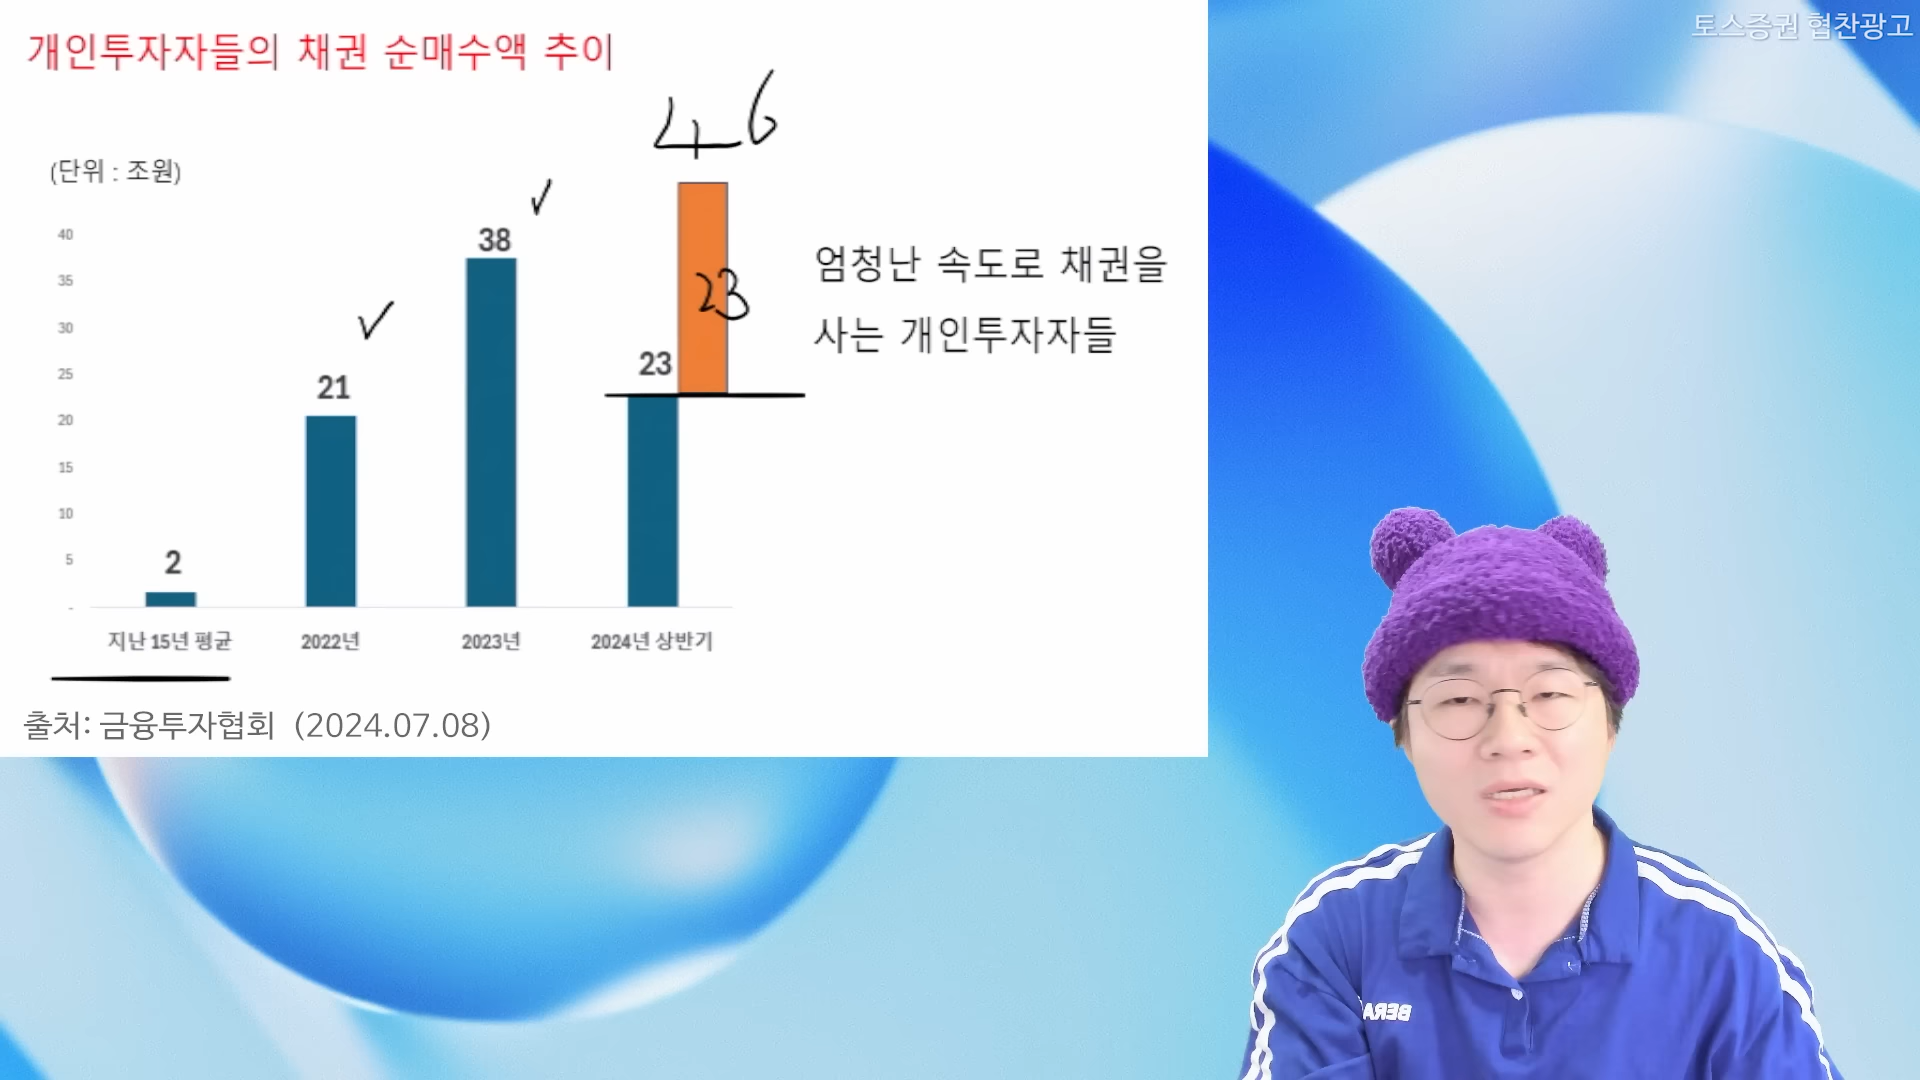 토스증권 협찬광고
개인투자자들의 채권 순매수액 추이
46
(단위 : 조원)
40
35
30
25
20
15
10
5
-
2
21
38
23
23
지난 15년 평균
2022년
2023년
2024년 상반기
엄청난 속도로 채권을
사는 개인투자자들
출처: 금융투자협회 (2024.07.08)